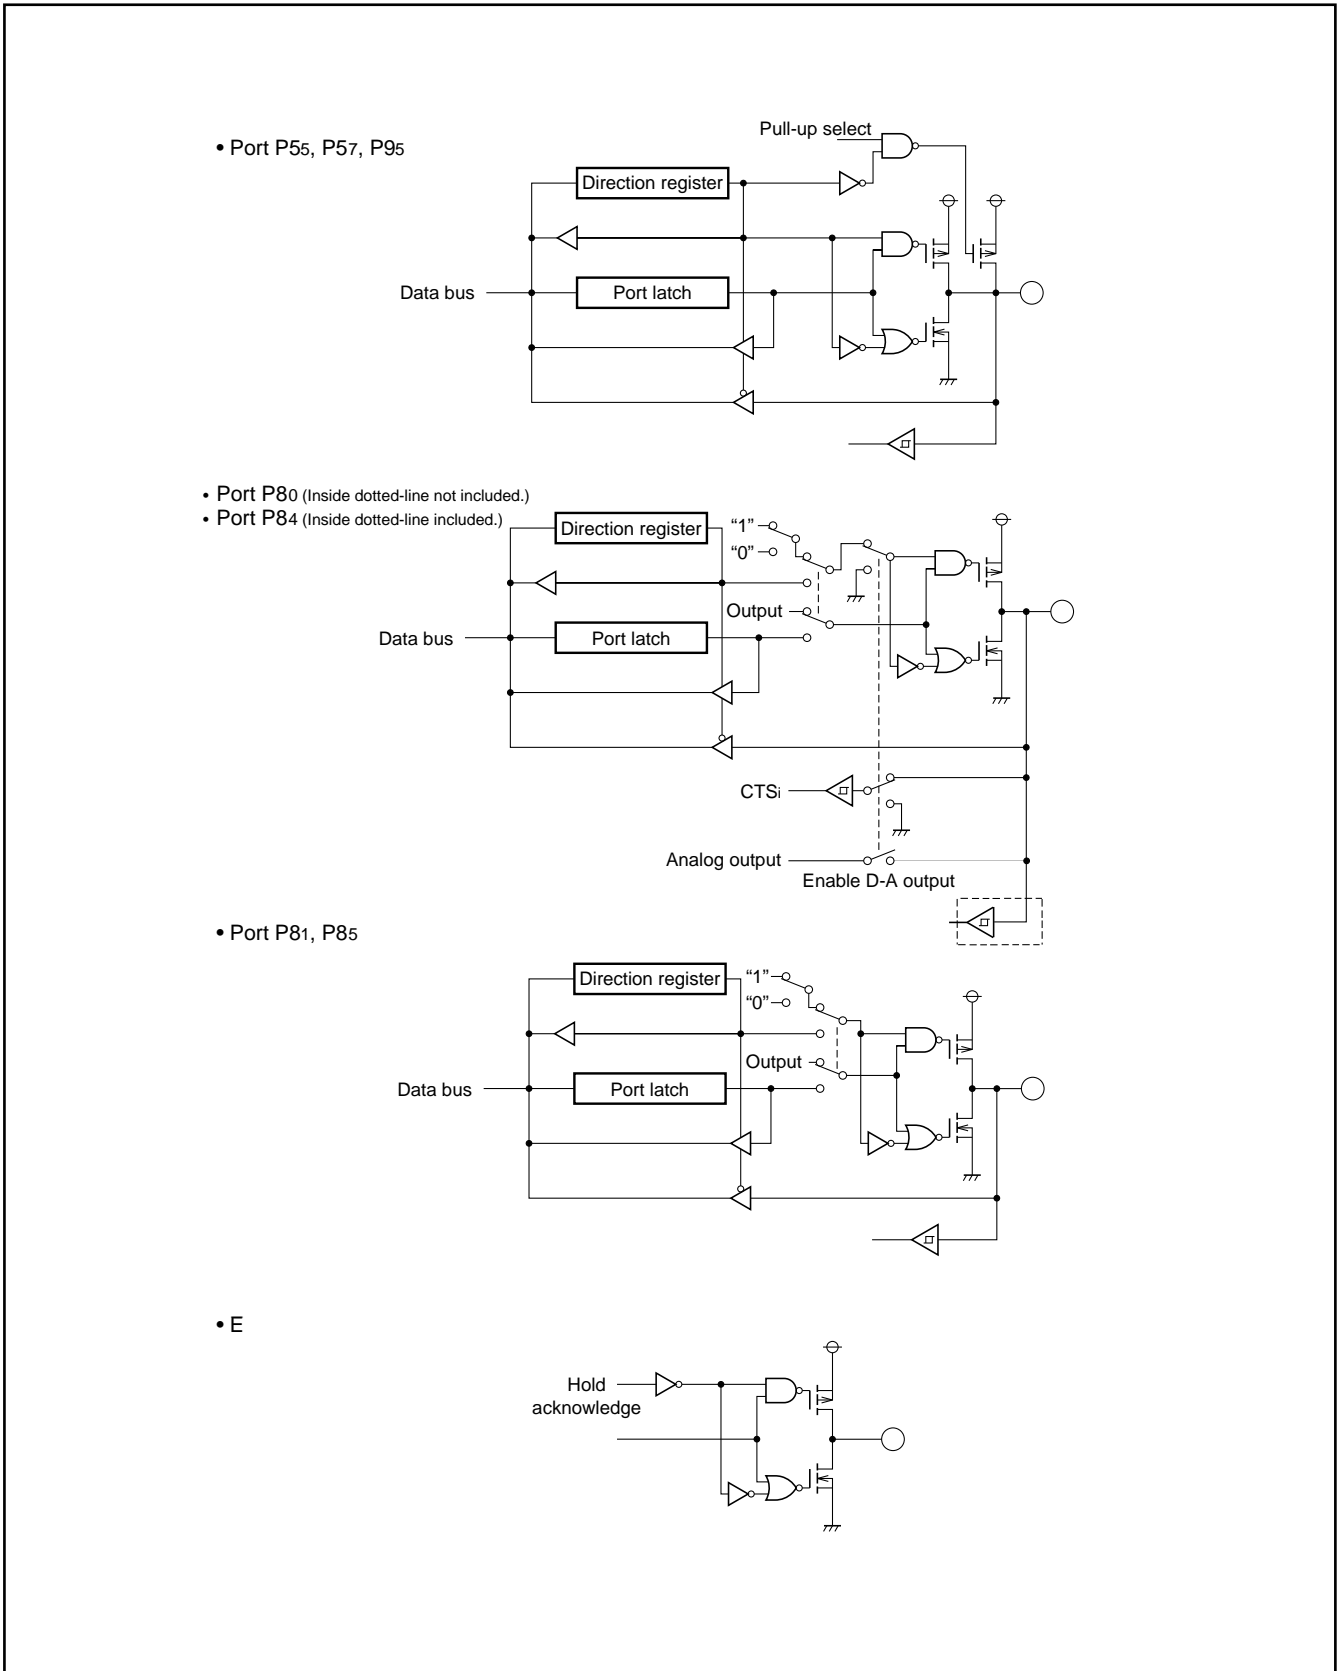 • Port P55, P57, P95
Pull-up select
Direction register
Data bus
Port latch
• Port P80 (Inside dotted-line not included.)
• Port P84 (Inside dotted-line included.)
Direction register
“1”
“0”
Output
Data bus
Port latch
CTSi
Analog output
Enable D-A output
• Port P81, P85
Direction register
“1”
“0”
Output
Data bus
Port latch
• E
Hold
acknowledge